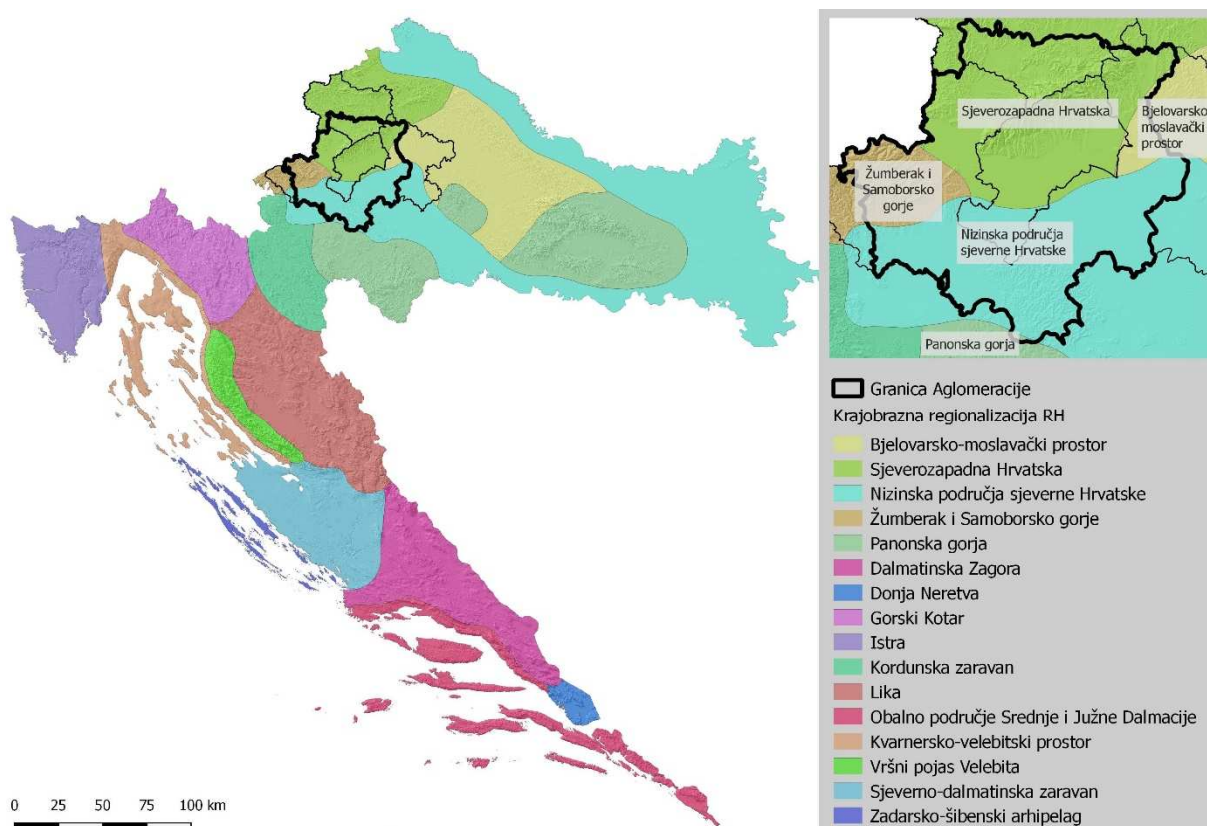 Sjeverozapadna Hrvatska
Bjelovarsko-
moslavački
prostor
Žumberak i
Samoborsko
gorje
Nizinska područja
sjeverne Hrvatske
Panonska gorja
Granica Aglomeracije
Krajobrazna regionalizacija RH
Bjelovarsko-moslavački prostor
Sjeverozapadna Hrvatska
Nizinska područja sjeverne Hrvatske
Žumberak i Samoborsko gorje
Panonska gorja
Dalmatinska Zagora
Donja Neretva
Gorski Kotar
Istra
Kordunska zaravan
Lika
Obalno područje Srednje i Južne Dalmacije
Kvarnersko-velebitski prostor
Vršni pojas Velebita
Sjeverno-dalmatinska zaravan
Zadarsko-šibenski arhipelag
0 25 50 75 100 km